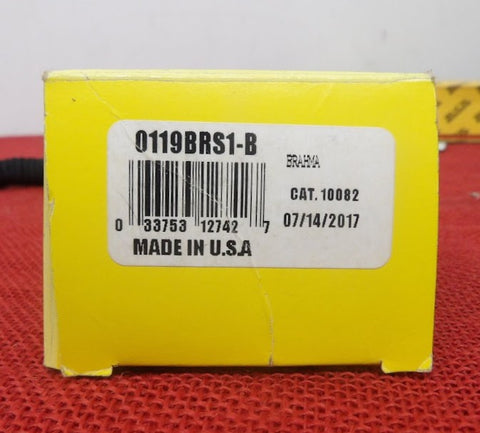 0119BRS1-B
BRAHMA
CAT. 10082
0 33753 12742 7
07/14/2017
MADE IN U.S.A